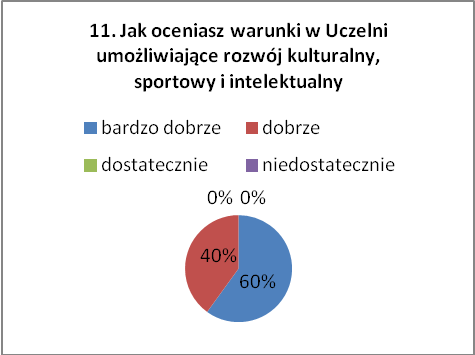 11. Jak oceniasz warunki w Uczelni
umożliwiające rozwój kulturalny,
sportowy i intelektualny
bardzo dobrze dobrze
dostatecznie niedostatecznie
0% 0%
40%
60%